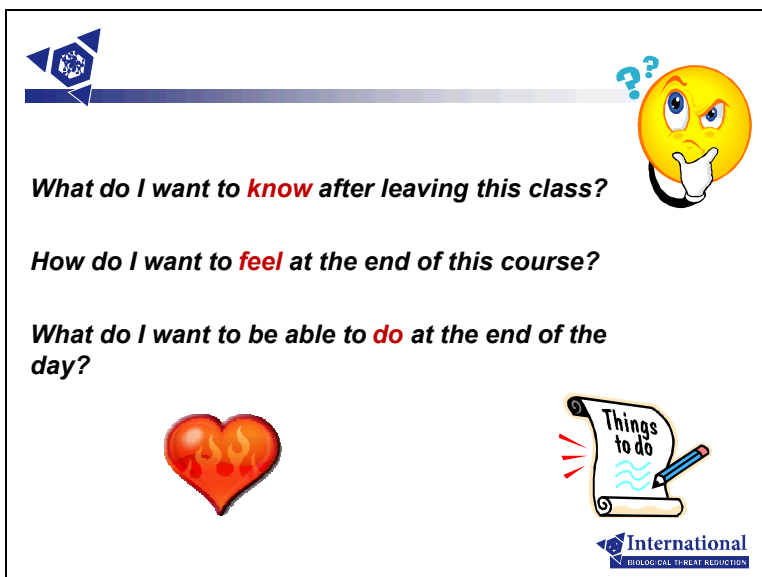 ??
What do I want to know after leaving this class?
How do I want to feel at the end of this course?
What do I want to be able to do at the end of the
day?
Things
to do
International
BIOLOGICAL THREAT REDUCTION